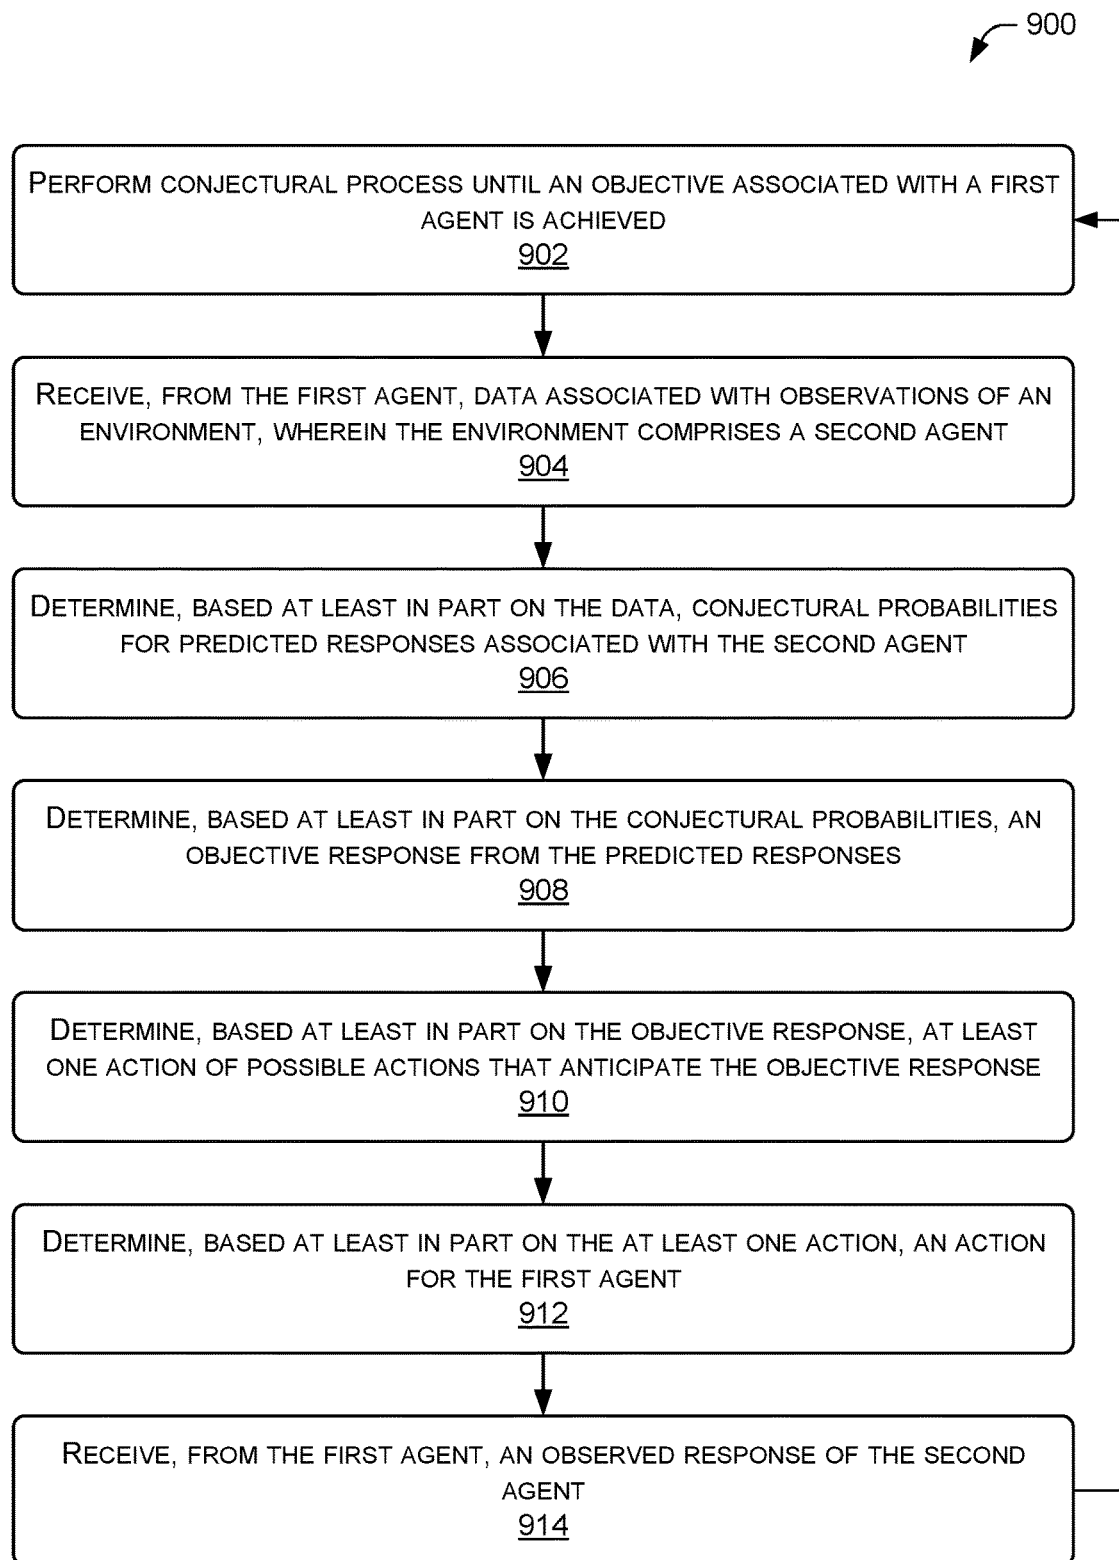 900
PERFORM CONJECTURAL PROCESS UNTIL AN OBJECTIVE ASSOCIATED WITH A FIRST
AGENT IS ACHIEVED
902
RECEIVE, FROM THE FIRST AGENT, DATA ASSOCIATED WITH OBSERVATIONS OF AN
ENVIRONMENT, WHEREIN THE ENVIRONMENT COMPRISES A SECOND AGENT
904
DETERMINE, BASED AT LEAST IN PART ON THE DATA, CONJECTURAL PROBABILITIES
FOR PREDICTED RESPONSES ASSOCIATED WITH THE SECOND AGENT
906
DETERMINE, BASED AT LEAST IN PART ON THE CONJECTURAL PROBABILITIES, AN
OBJECTIVE RESPONSE FROM THE PREDICTED RESPONSES
908
DETERMINE, BASED AT LEAST IN PART ON THE OBJECTIVE RESPONSE, AT LEAST
ONE ACTION OF POSSIBLE ACTIONS THAT ANTICIPATE THE OBJECTIVE RESPONSE
910
DETERMINE, BASED AT LEAST IN PART ON THE AT LEAST ONE ACTION, AN ACTION
FOR THE FIRST AGENT
912
RECEIVE, FROM THE FIRST AGENT, AN OBSERVED RESPONSE OF THE SECOND
AGENT
914